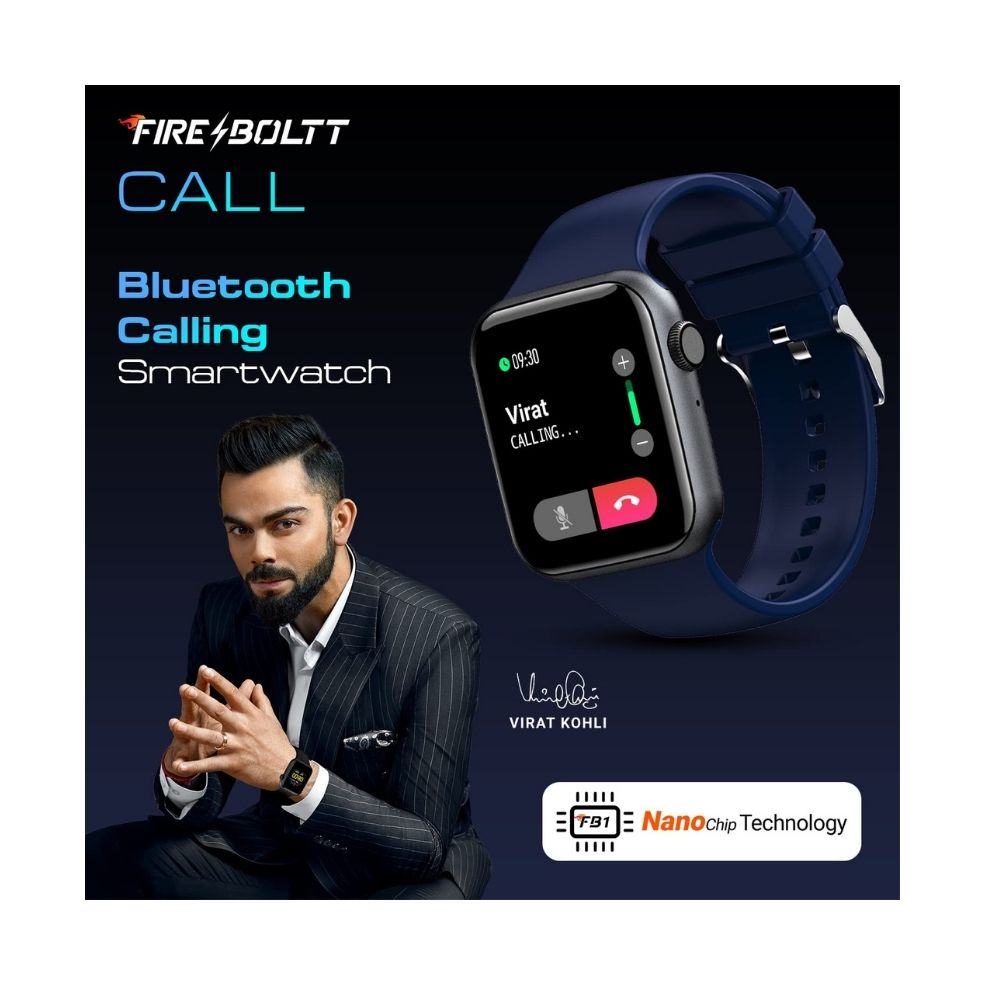 FIRE BOLTT
CALL
Bluetooth
Calling
Smartwatch
09:30
Virat
CALLING...
VIRAT KOHLI
FB1
NanoChip Technology